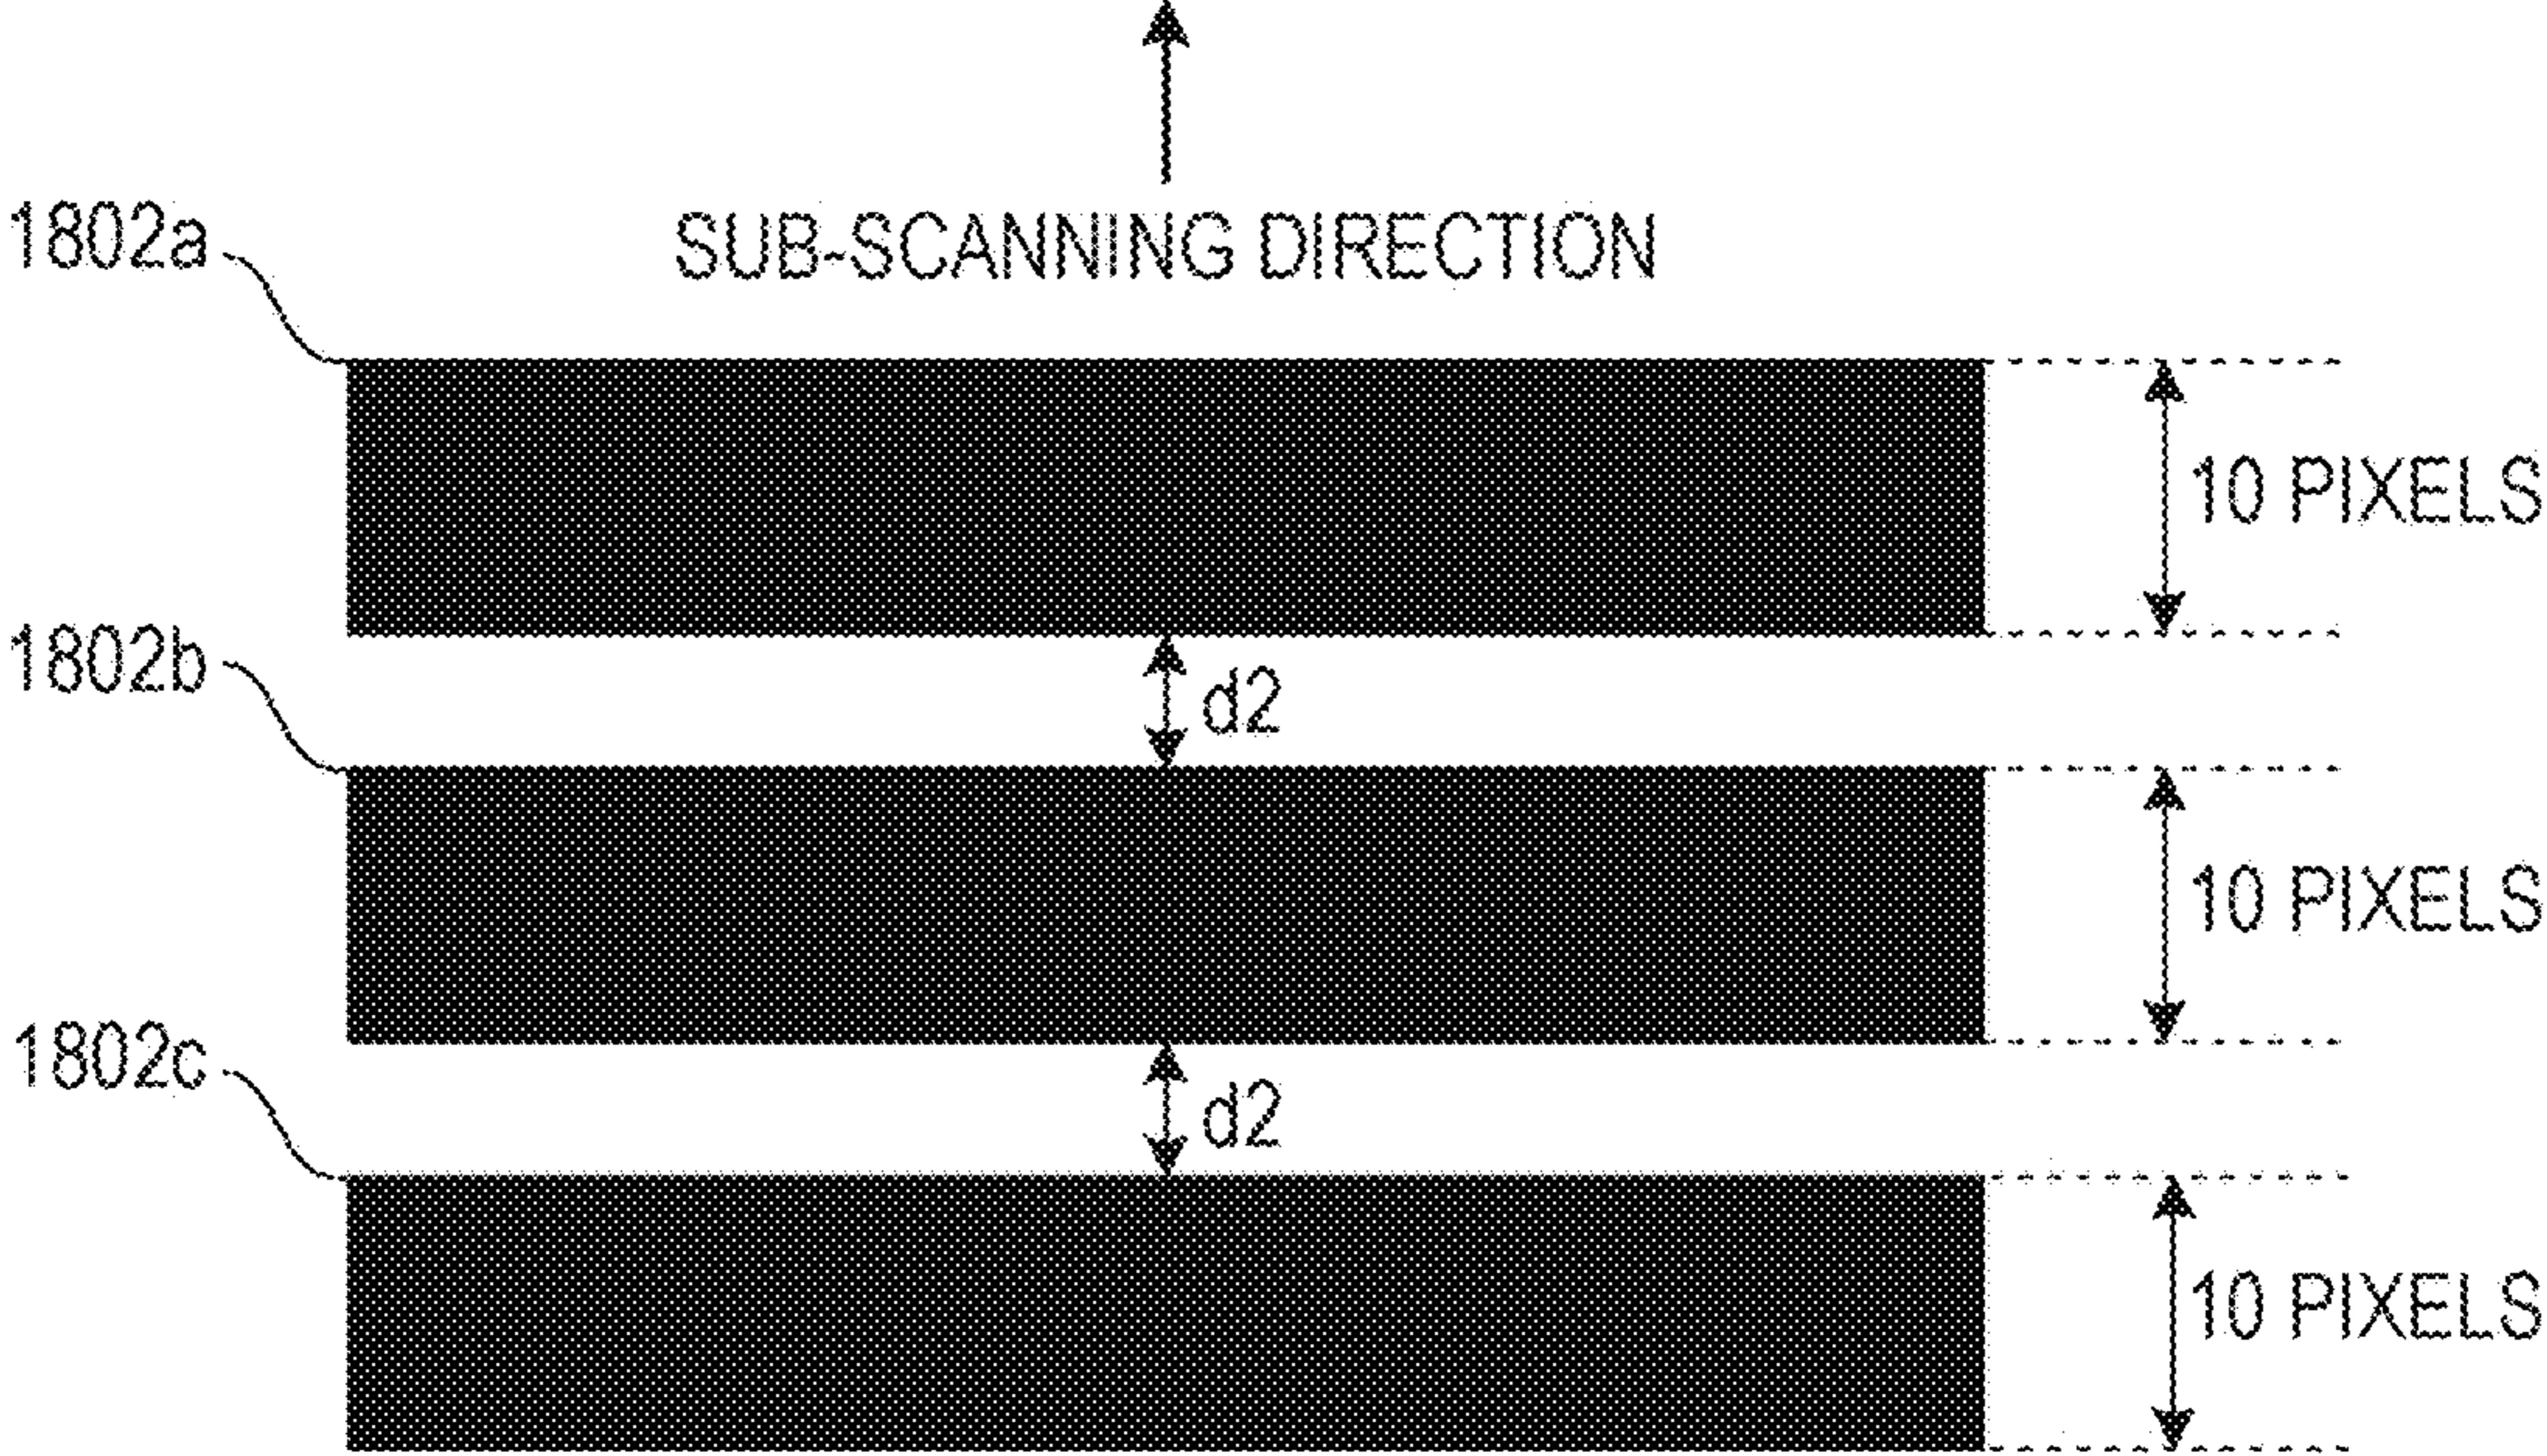 SUB-SCANNING DIRECTION
1802a
10 PIXELS
d2
1802b
10 PIXELS
d2
1802c
10 PIXELS